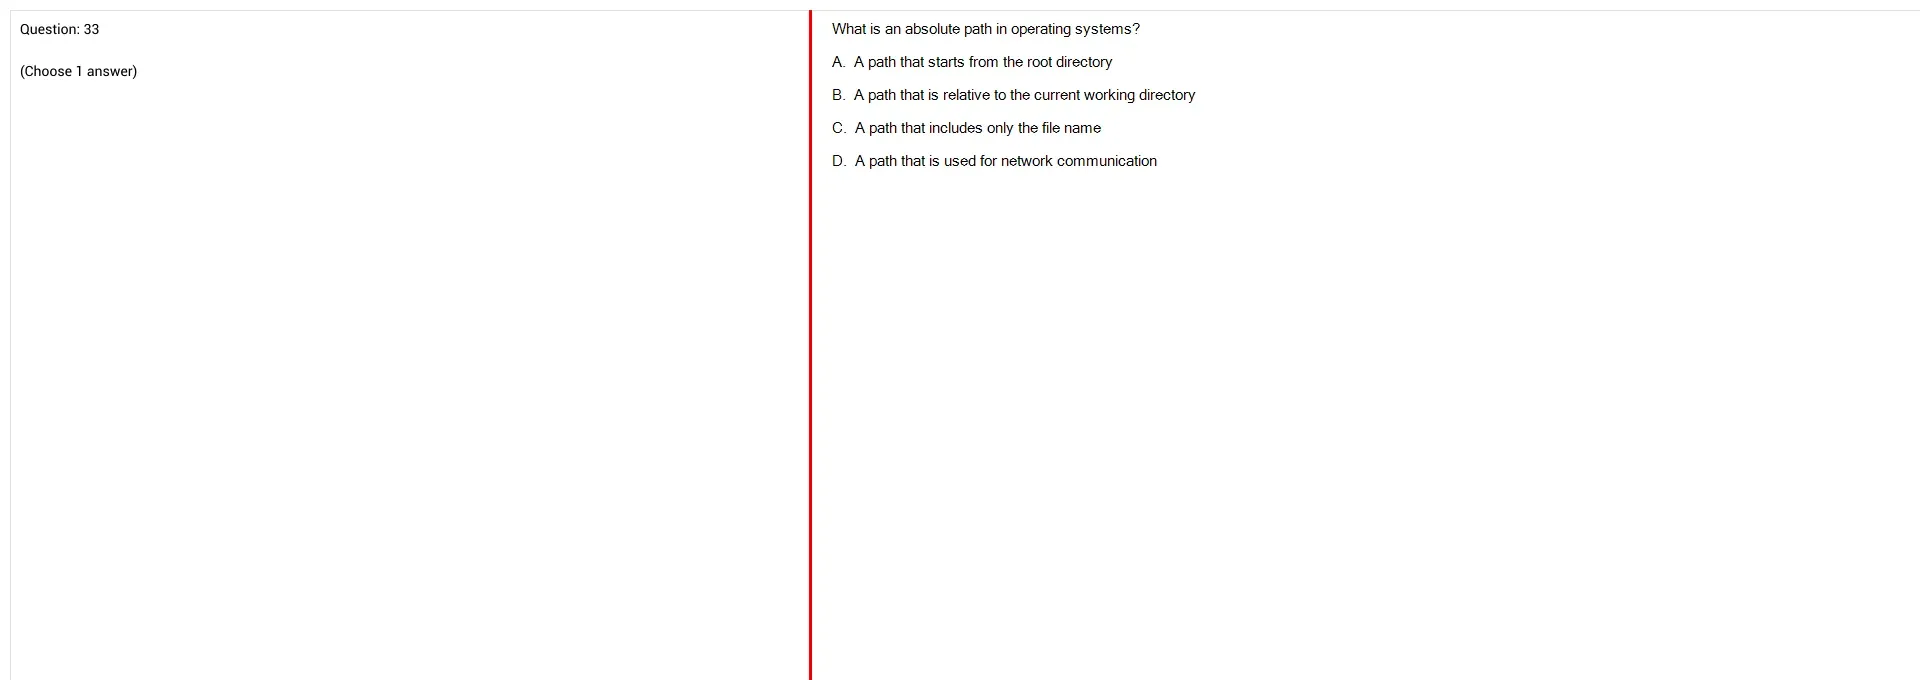 Question: 33
(Choose 1 answer)
What is an absolute path in operating systems?
A. A path that starts from the root directory
B. A path that is relative to the current working directory
C. A path that includes only the file name
D. A path that is used for network communication